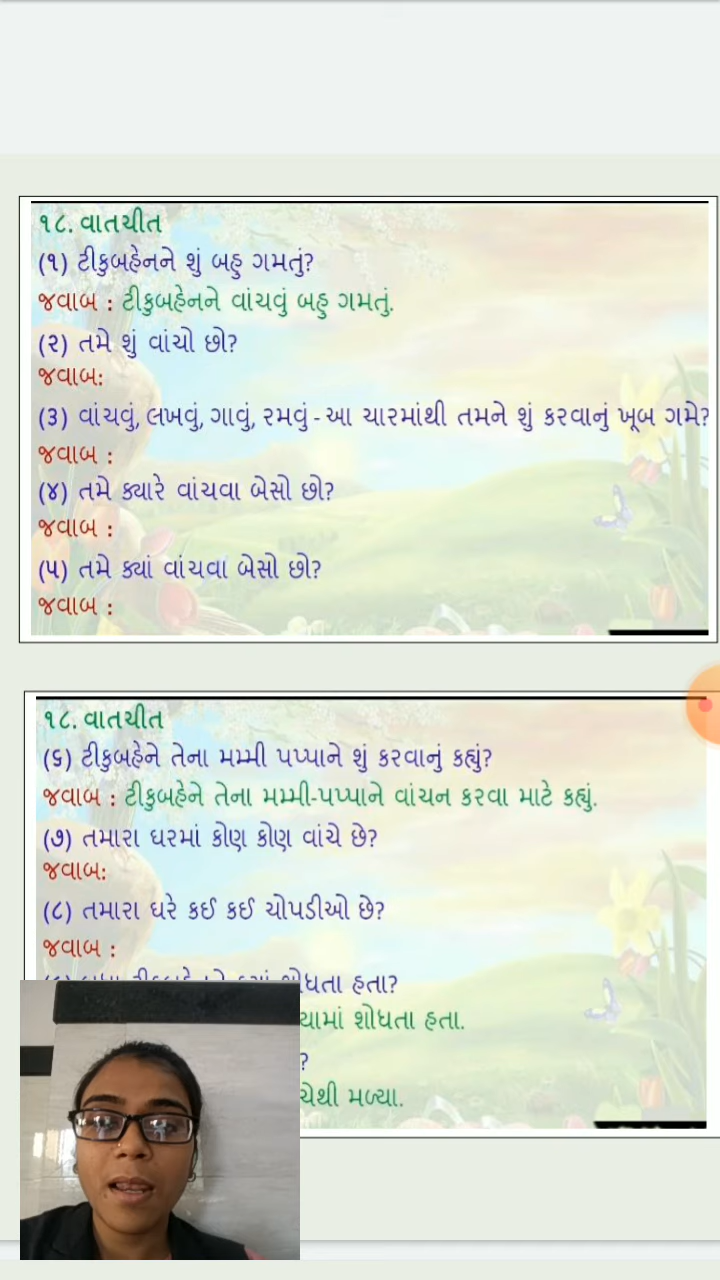 ૧૮. વાતચીત
(૧) ટીકુબહેનને શું બહુ ગમતું?
જવાબ : ટીકુબહેનને વાંચવું બહુ ગમતું.
(૨) તમે શું વાંચો છો?
જવાબ:
(૩) વાંચવું, લખવું, ગાવું, રમવું - આ ચારમાંથી તમને શું કરવાનું ખૂબ ગમે?
જવાબ :
(૪) તમે ક્યારે વાંચવા બેસો છો?
જવાબ :
(૫) તમે ક્યાં વાંચવા બેસો છો?
જવાબ :
૧૮. વાતચીત
(૬) ટીકુબહેને તેના મમ્મી પપ્પાને શું કરવાનું કહ્યું?
જવાબ : ટીકુબહેને તેના મમ્મી-પપ્પાને વાંચન કરવા માટે કહ્યું.
(૭) તમારા ઘરમાં કોણ કોણ વાંચે છે?
જવાબ:
(૮) તમારા ઘરે કઈ કઈ ચોપડીઓ છે?
જવાબ :
હતા?
શોધતા હતા.
?
મળ્યા.